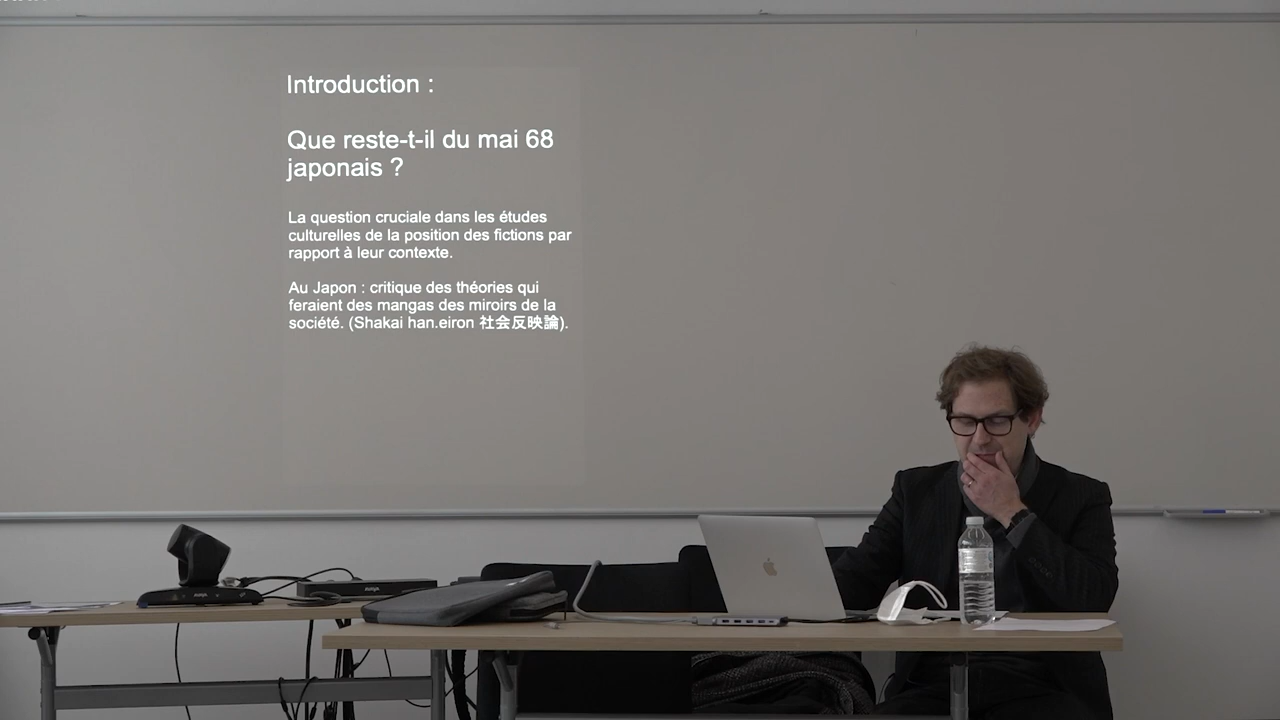 Introduction :
Que reste-t-il du mai 68
japonais ?
La question cruciale dans les études
culturelles de la position des fictions par
rapport à leur contexte.
Au Japon : critique des théories qui
feraient des mangas des miroirs de la
société. (Shakai han.eiron 社会反映論).
AVAYA
AVAYA